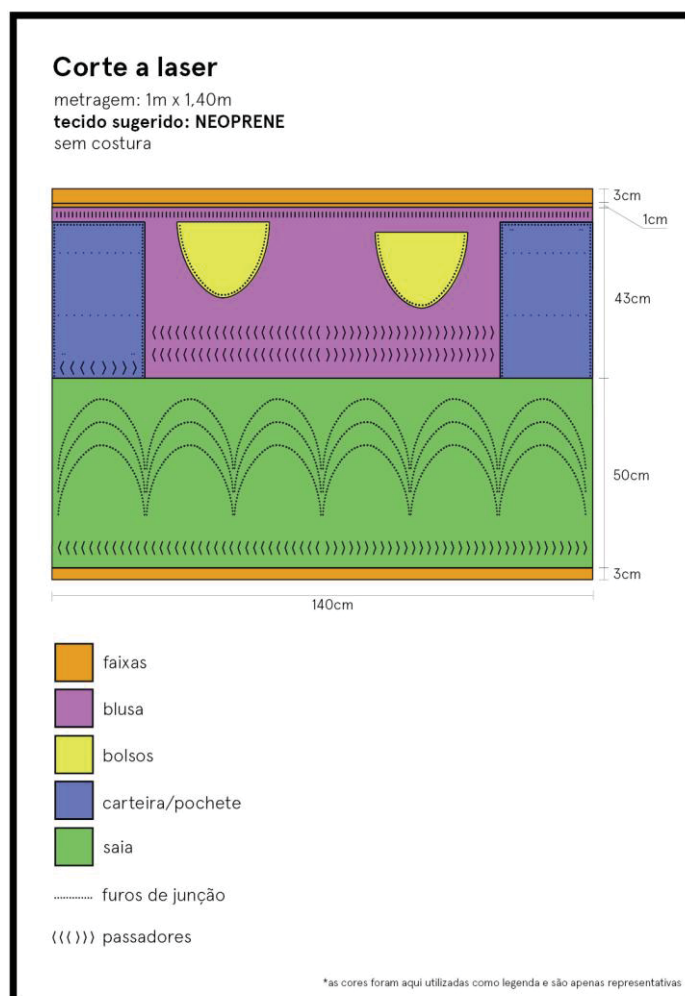 Corte a laser
metragem: 1m x 1,40m
tecido sugerido: NEOPRENE
sem costura
3cm
1cm
43cm
50cm
3cm
140cm
faixas
blusa
bolsos
carteira/pochete
saia
furos de junção
passadores
*as cores foram aqui utilizadas como legenda e são apenas representativas